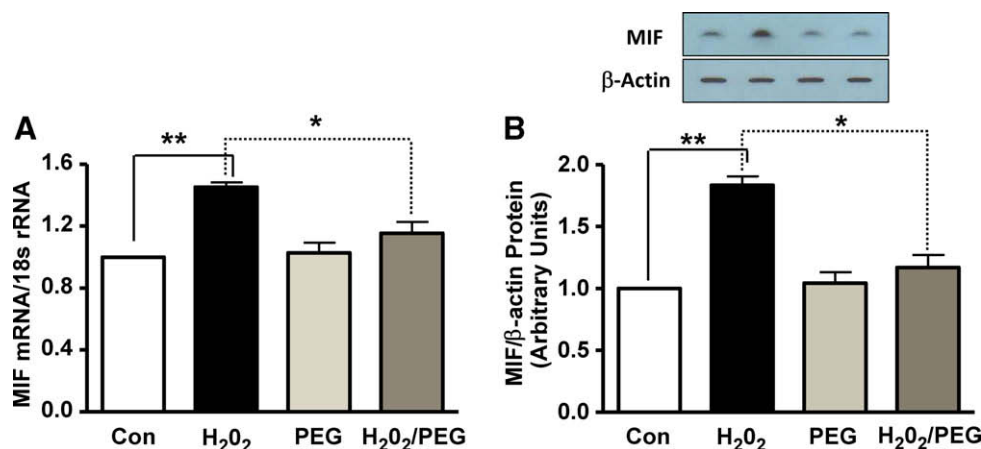 MIF
β-Actin
A
MIF mRNA/18s rRNA
1.6
1.2
0.8
0.4
0.0
**
*
Con
H₂0₂
PEG
H₂0₂/PEG
B
MIF/β-actin Protein
(Arbitrary Units)
2.0
1.5
1.0
0.5
0.0
**
*
Con
H₂0₂
PEG
H₂0₂/PEG